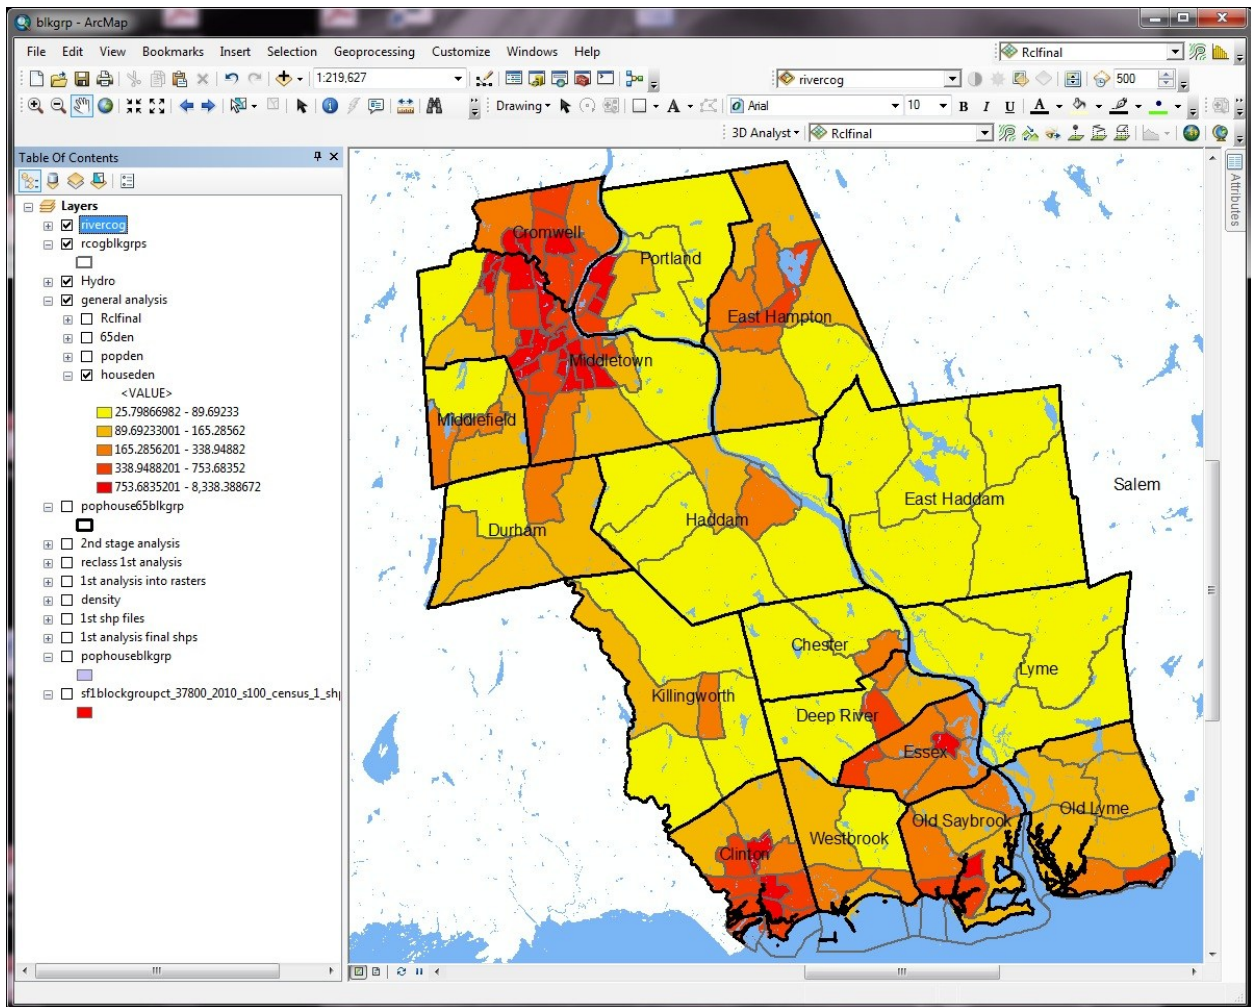 blkgrp - ArcMap
File Edit View Bookmarks Insert Selection Geoprocessing Customize Windows Help
Rclfinal
1:219,627
rivercog
500
Drawing
Arial
10
B I U A
3D Analyst
Rclfinal
Table Of Contents
Attributes
Layers
rivercog
rcogblkgrps
Hydro
general analysis
Rclfinal
65den
popden
houseden
<VALUE>
25.79866982 - 89.69233
89.69233001 - 165.28562
165.2856201 - 338.94882
338.9488201 - 753.68352
753.6835201 - 8,338.388672
pophouse65blkgrp
2nd stage analysis
reclass 1st analysis
1st analysis into rasters
density
1st shp files
1st analysis final shps
pophouseblkgrp
sf1blockgroupct_37800_2010_s100_census_1_shp
Cromwell
Portland
East Hampton
Middletown
Middlefield
Salem
East Haddam
Haddam
Durham
Chester
Lyme
Killingworth
Deep River
Essex
Old Lyme
Old Saybrook
Westbrook
Clinton